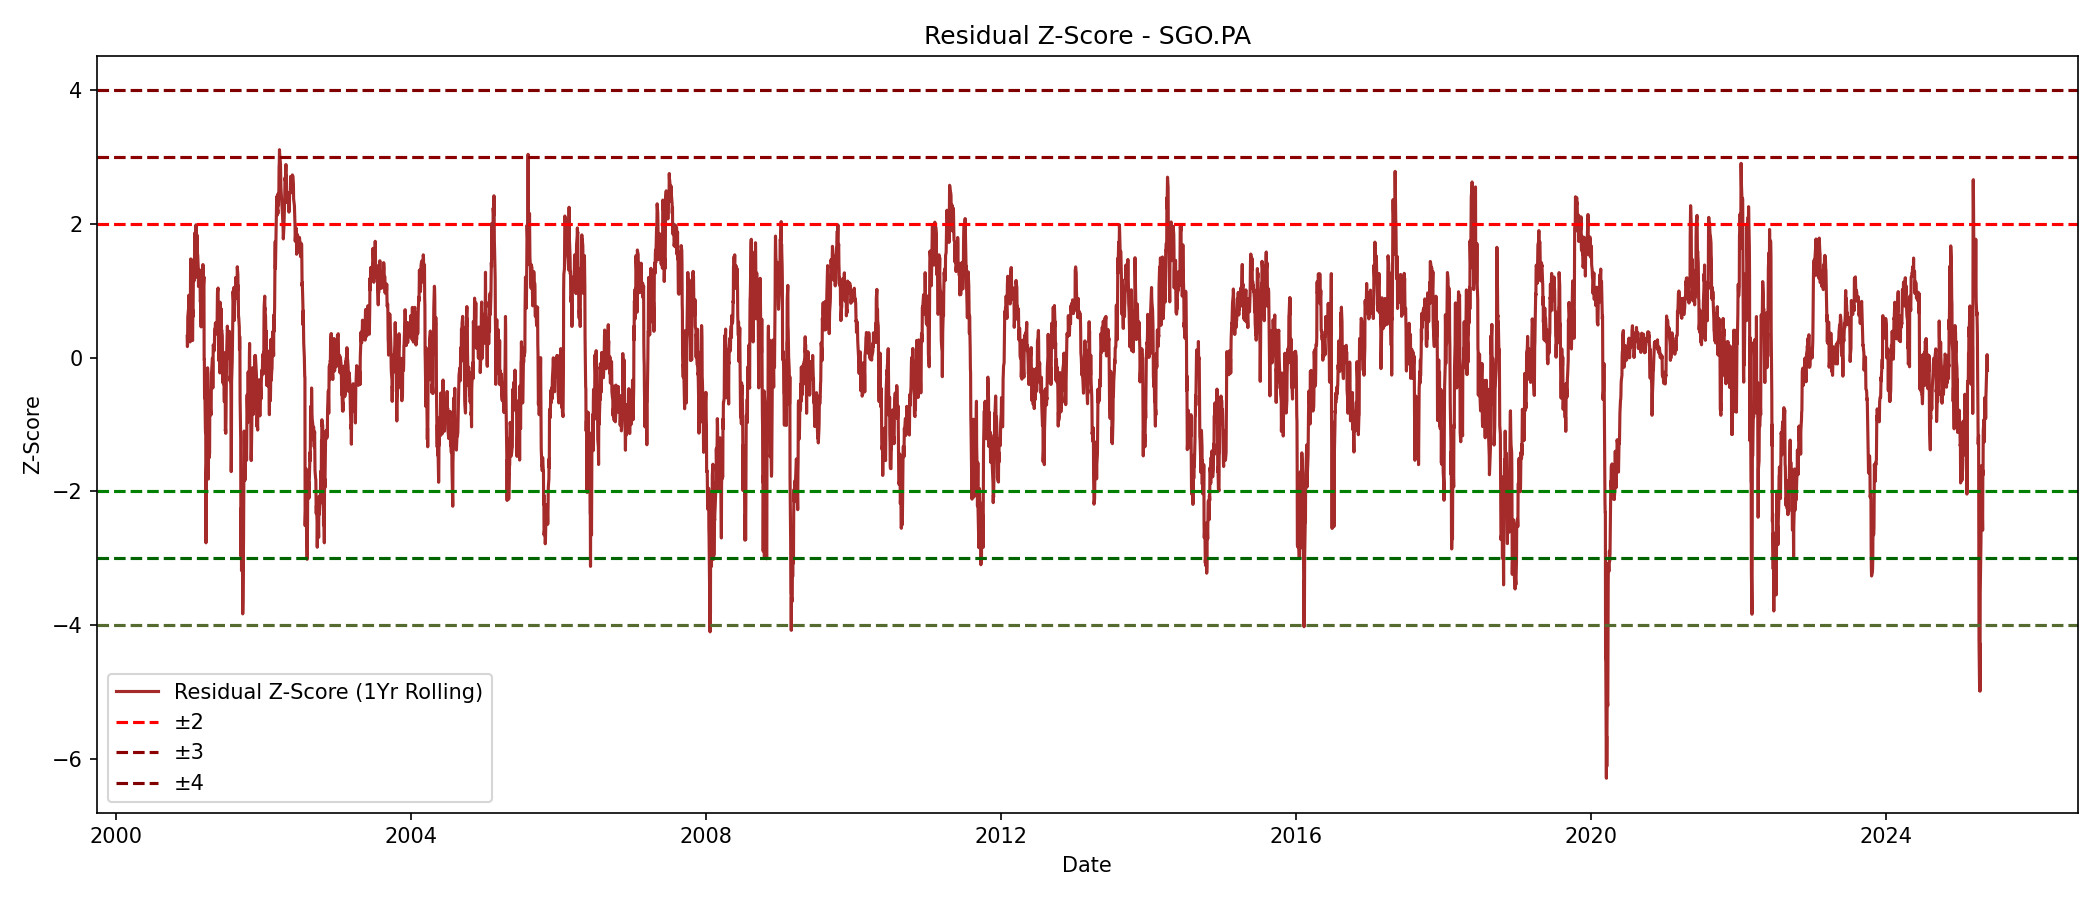 Residual Z-Score - SGO.PA
Z-Score
4
2
0
−2
−4
−6
Residual Z-Score (1Yr Rolling)
±2
±3
±4
2000 2004 2008 2012 2016 2020 2024
Date